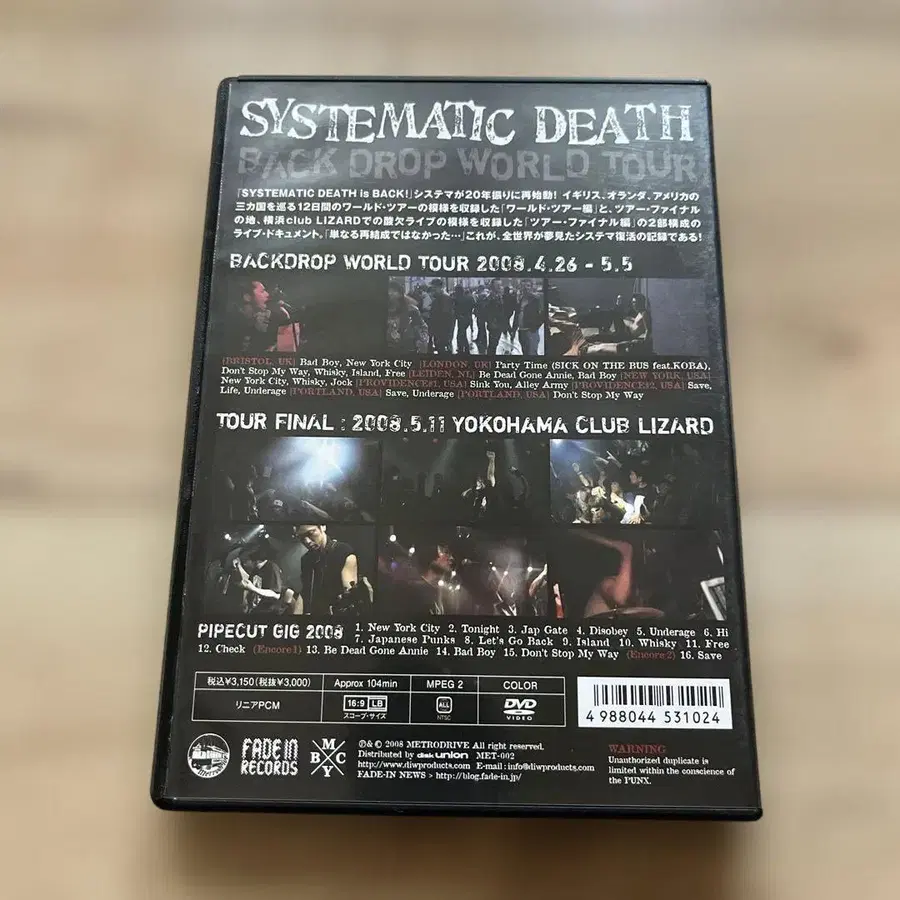 SYSTEMATIC DEATH
BACK DROP WORLD TOUR
「SYSTEMATIC DEATH is BACK!」システマが20年振りに再始動! イギリス、オランダ、アメリカの
三カ国を巡る12日間のワールド・ツアーの模様を収録した「ワールド・ツアー編」と、ツアー・ファイナル
の地、横浜club LIZARDでの酸欠ライブの模様を収録した「ツアー・ファイナル編」の2部構成の
ライブ・ドキュメント。「単なる再結成ではなかった…」これが、全世界が夢見たシステマ復活の記録である!
BACKDROP WORLD TOUR 2008.4.26 - 5.5
[BRISTOL, UK] Bad Boy, New York City [LONDON, UK] Party Time (SICK ON THE BUS feat.KOBA),
Don't Stop My Way, Whisky, Island, Free [LEIDEN, NL] Be Dead Gone Annie, Bad Boy [NEW YORK, USA]
New York City, Whisky, Jock [PROVIDENCE#1, USA] Sink You, Alley Army [PROVIDENCE#2, USA] Save,
Life, Underage [PORTLAND, USA] Save, Underage [PORTLAND, USA] Don't Stop My Way
TOUR FINAL : 2008.5.11 YOKOHAMA CLUB LIZARD
PIPECUT GIG 2008 1. New York City 2. Tonight 3. Jap Gate 4. Disobey 5. Underage 6. Hi
7. Japanese Punks 8. Let's Go Back 9. Island 10. Whisky 11. Free
12. Check (Encore1) 13. Be Dead Gone Annie 14. Bad Boy 15. Don't Stop My Way (Encore2) 16. Save
税込¥3,150(税抜¥3,000) Approx 104min MPEG 2 COLOR
リニアPCM 16:9 LB スコープ・サイズ ALL NTSC DVD VIDEO
4 988044 531024
FADE IN RECORDS
M B C Y
℗&© 2008 METRODRIVE All right reserved.
Distributed by disk union MET-002
http://www.diwproducts.com E-mail:info@diwproducts.com
FADE-IN NEWS > http://blog.fade-in.jp/
WARNING
Unauthorized duplicate is
limited within the conscience of
the PUNX.